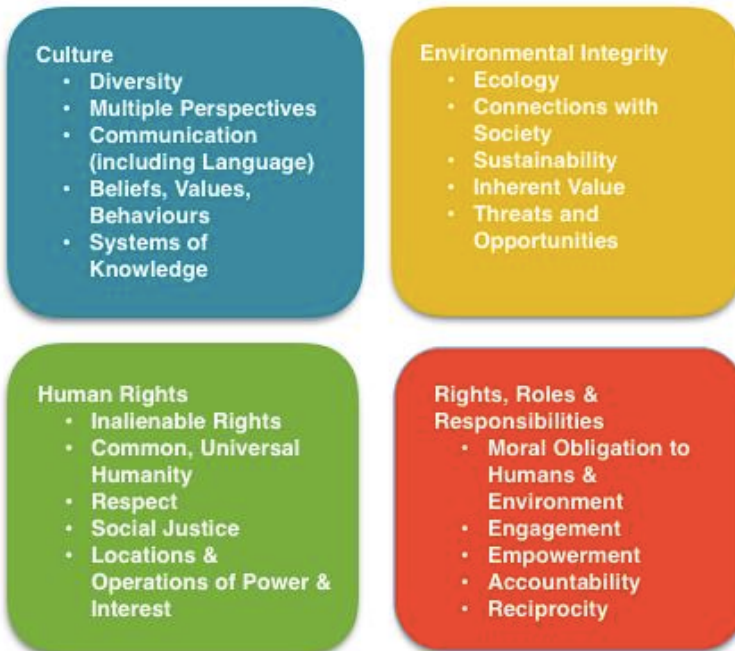 Culture
• Diversity
• Multiple Perspectives
• Communication
(including Language)
• Beliefs, Values,
Behaviours
• Systems of
Knowledge
Environmental Integrity
• Ecology
• Connections with
Society
• Sustainability
• Inherent Value
• Threats and
Opportunities
Human Rights
• Inalienable Rights
• Common, Universal
Humanity
• Respect
• Social Justice
• Locations &
Operations of Power &
Interest
Rights, Roles &
Responsibilities
• Moral Obligation to
Humans &
Environment
• Engagement
• Empowerment
• Accountability
• Reciprocity